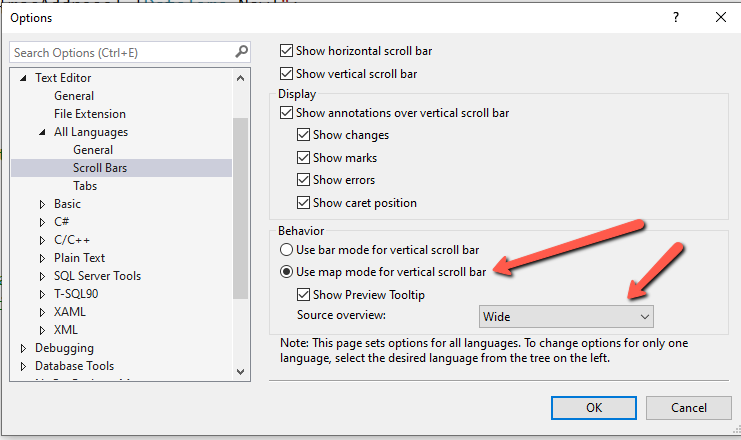 Options
Search Options (Ctrl+E)
Text Editor
General
File Extension
All Languages
General
Scroll Bars
Tabs
Basic
C#
C/C++
Plain Text
SQL Server Tools
T-SQL90
XAML
XML
Debugging
Database Tools
Show horizontal scroll bar
Show vertical scroll bar
Display
Show annotations over vertical scroll bar
Show changes
Show marks
Show errors
Show caret position
Behavior
Use bar mode for vertical scroll bar
Use map mode for vertical scroll bar
Show Preview Tooltip
Source overview: Wide
Note: This page sets options for all languages. To change options for only one
language, select the desired language from the tree on the left.
OK Cancel